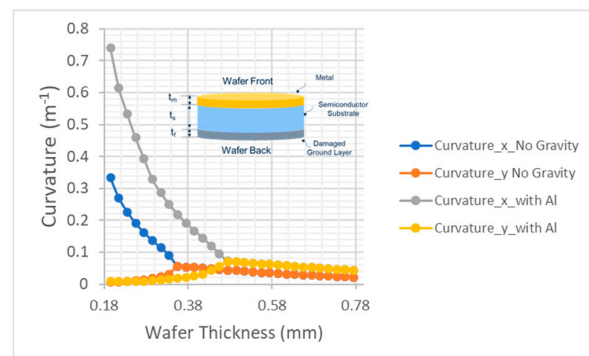 0.8
0.7
0.6
0.5
0.4
0.3
0.2
0.1
0
Curvature (m⁻¹)
0.18 0.38 0.58 0.78
Wafer Thickness (mm)
Wafer Front
Metal
tm
ts
tf
Semiconductor
Substrate
Damaged
Ground Layer
Wafer Back
Curvature_x_No Gravity
Curvature_y No Gravity
Curvature_x_with Al
Curvature_y_with Al